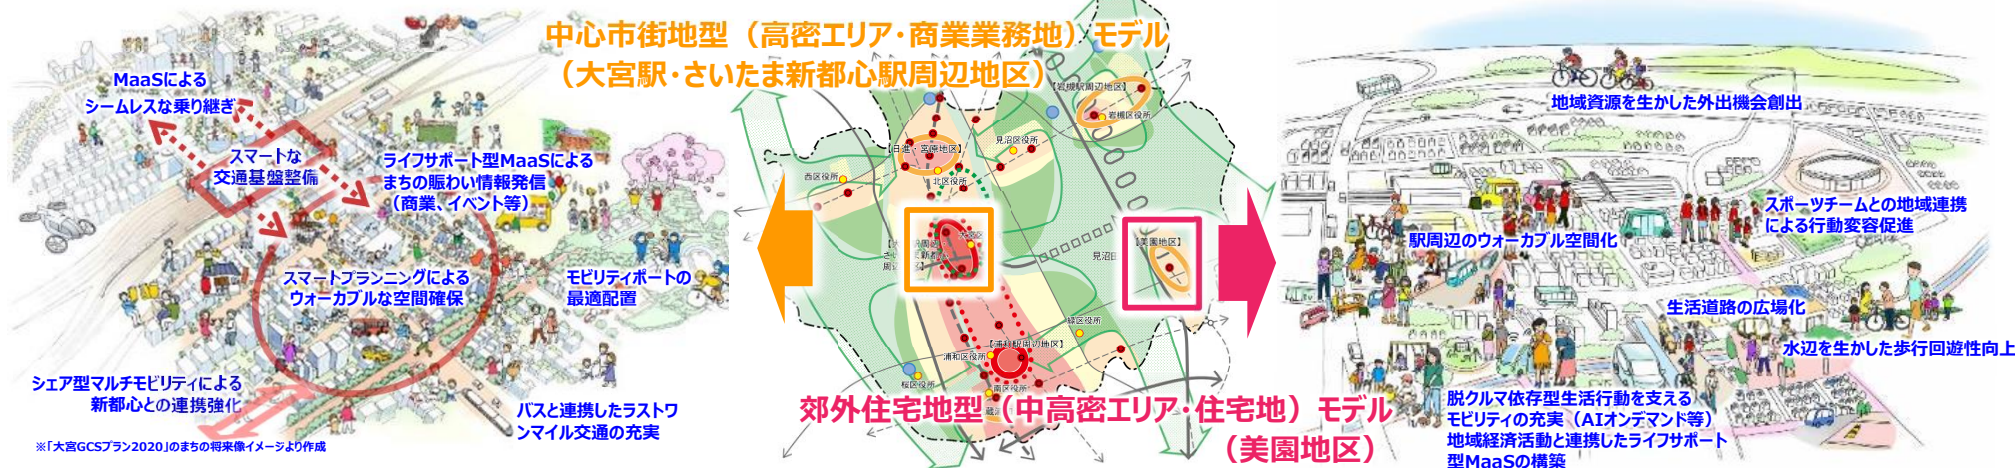 中心市街地型（高密エリア・商業業務地）モデル
（大宮駅・さいたま新都心駅周辺地区）
MaaSによる
シームレスな乗り継ぎ
スマートな
交通基盤整備
ライフサポート型MaaSによる
まちの賑わい情報発信
（商業、イベント等）
スマートプランニングによる
ウォーカブルな空間確保
モビリティポートの
最適配置
シェア型マルチモビリティによる
新都心との連携強化
バスと連携したラストワ
ンマイル交通の充実
※「大宮GCSプラン2020」のまちの将来像イメージより作成
【岩槻駅周辺地区】
岩槻区役所
見沼区役所
【日進・宮原地区】
西区役所
北区役所
大宮区
【美園地区】
見沼田
緑区役所
【浦和駅周辺地区】
浦和区役所
桜区役所
南区役所
郊外住宅地型（中高密エリア・住宅地）モデル
（美園地区）
地域資源を生かした外出機会創出
スポーツチームとの地域連携
による行動変容促進
駅周辺のウォーカブル空間化
生活道路の広場化
水辺を生かした歩行回遊性向上
脱クルマ依存型生活行動を支える
モビリティの充実（AIオンデマンド等）
地域経済活動と連携したライフサポート
型MaaSの構築